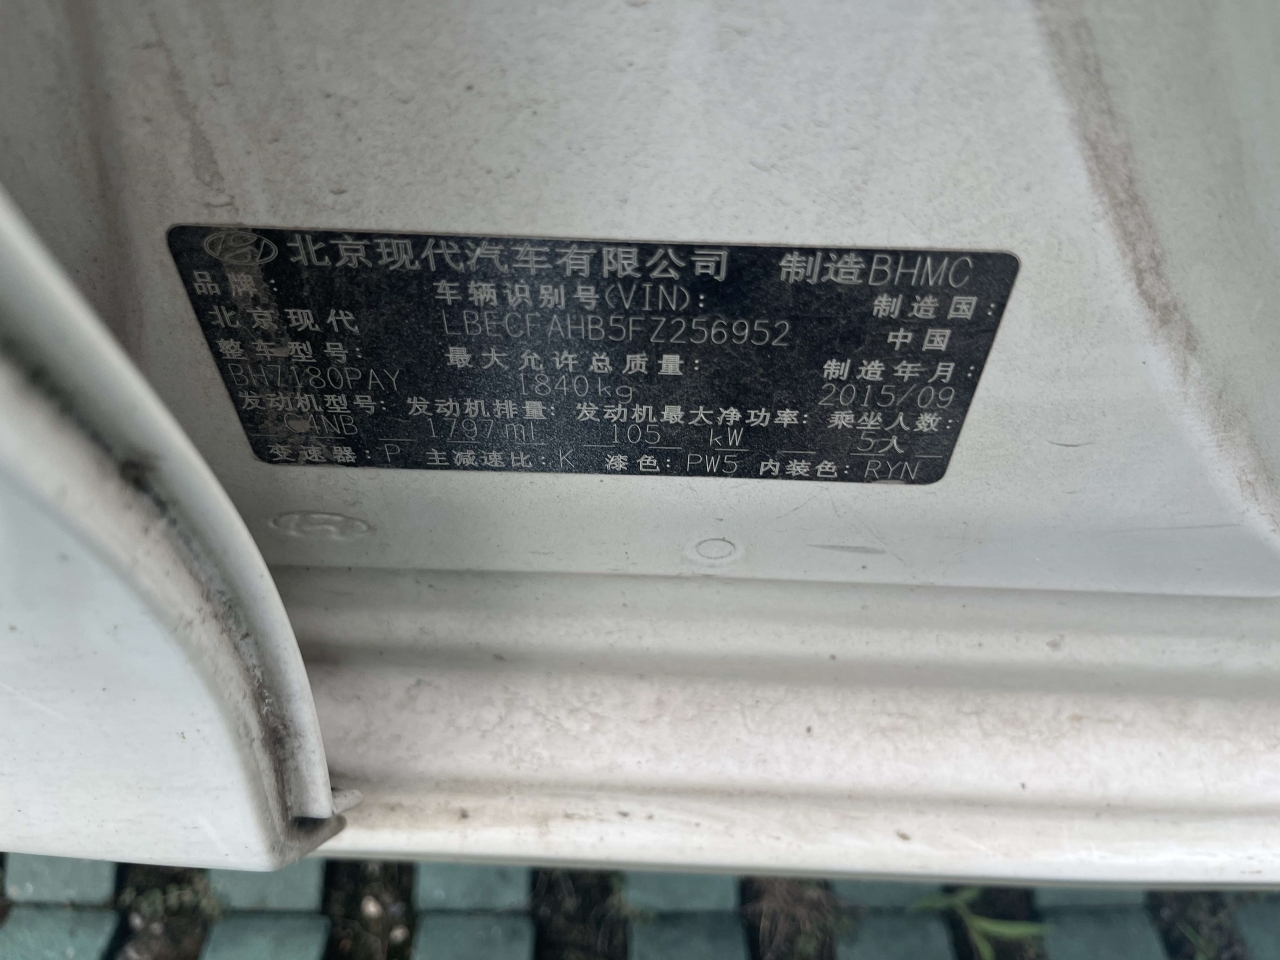 北京现代汽车有限公司 制造BHMC
品牌: 车辆识别号(VIN): 制造国:
北京现代 LBECFAHB5FZ256952 中国
整车型号: 最大允许总质量: 制造年月:
BH7180PAY 1840kg 2015/09
发动机型号: 发动机排量: 发动机最大净功率: 乘坐人数:
G4NB 1797ml 105 kW 5人
变速器: P 主减速比: K 漆色: PW5 内装色: RYN